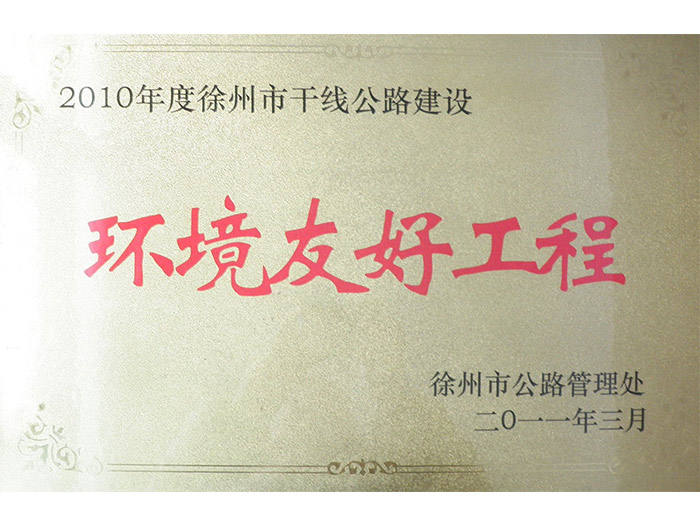 2010年度徐州市干线公路建设
环境友好工程
徐州市公路管理处
二〇一一年三月